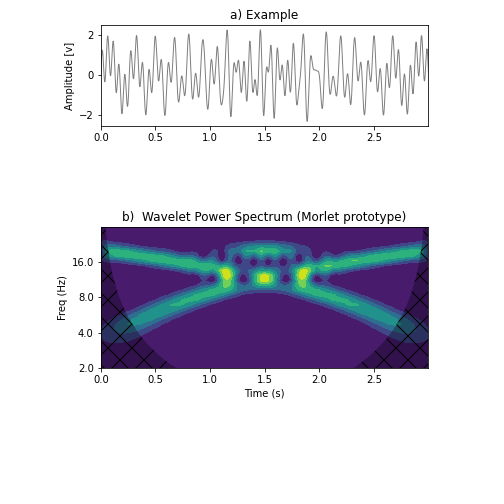 a) Example
Amplitude [v]
2
0
−2
0.0 0.5 1.0 1.5 2.0 2.5
b)  Wavelet Power Spectrum (Morlet prototype)
Freq (Hz)
16.0
8.0
4.0
2.0
0.0 0.5 1.0 1.5 2.0 2.5
Time (s)